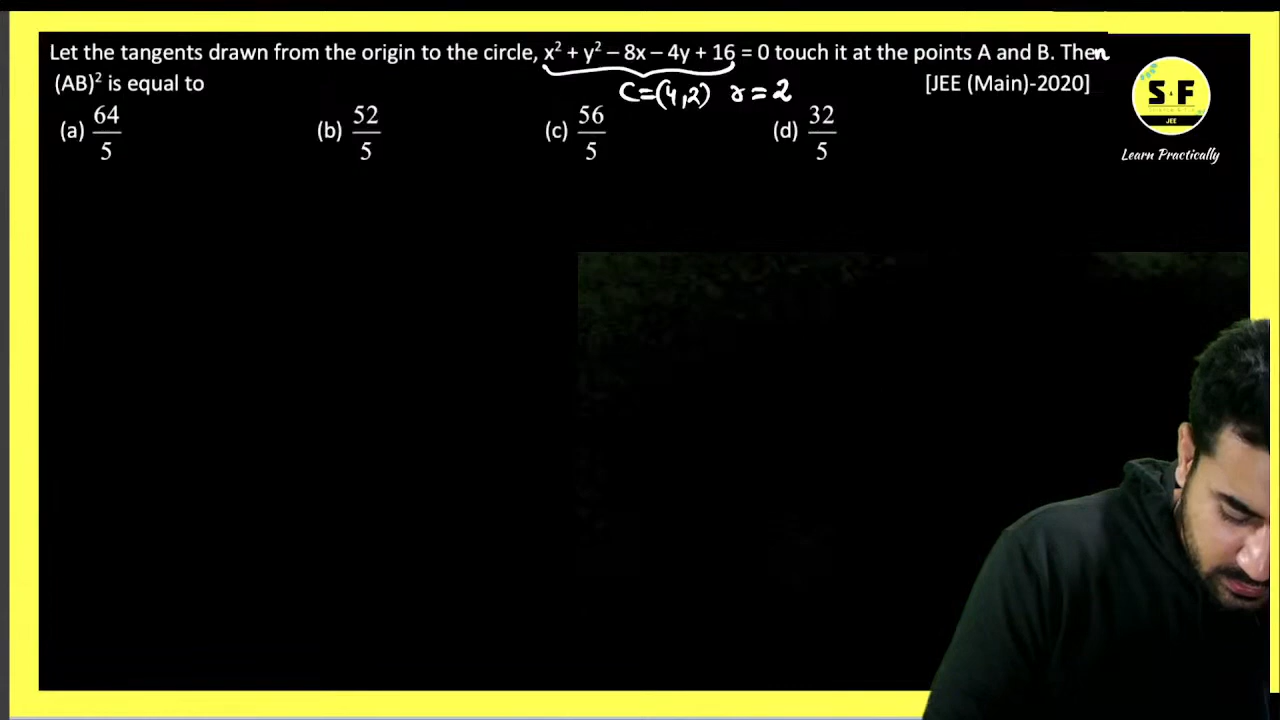 Let the tangents drawn from the origin to the circle, x² + y² – 8x – 4y + 16 = 0 touch it at the points A and B. Then
(AB)² is equal to [JEE (Main)-2020]
C=(4,2) r=2
(a) 64/5 (b) 52/5 (c) 56/5 (d) 32/5
S&F
JEE
Learn Practically